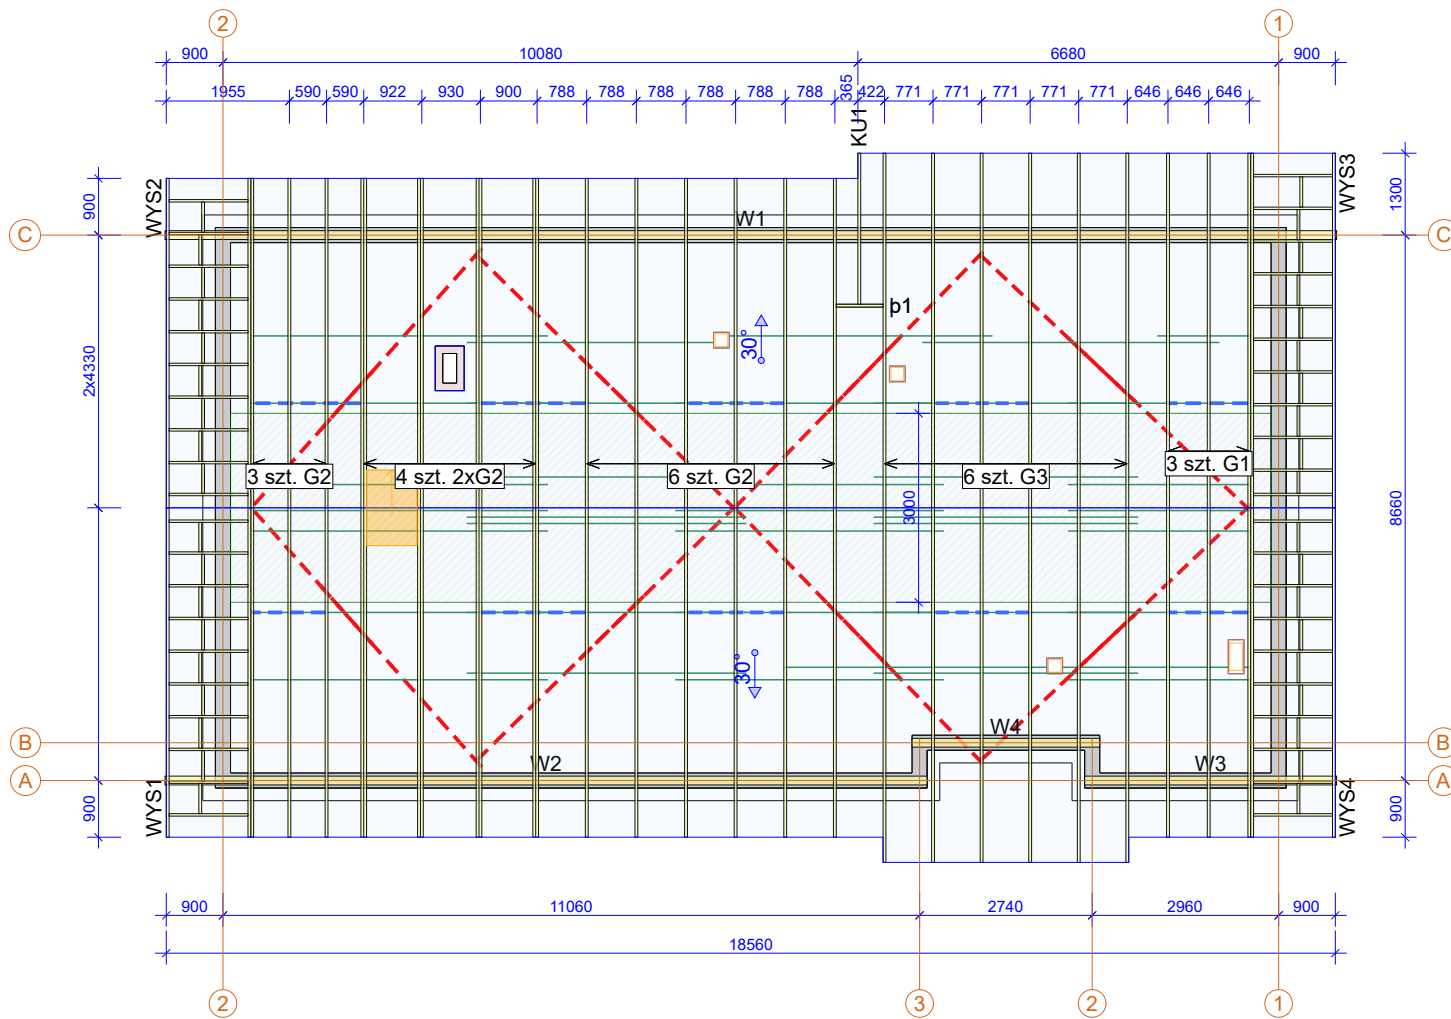 2
1
900
10080
6680
900
1955
590
590
922
930
900
788
788
788
788
788
788
365
422
771
771
771
771
771
646
646
646
KU1
WYS2
WYS3
900
1300
C
W1
C
2x4330
30°
p1
3 szt. G2
4 szt. 2xG2
6 szt. G2
6 szt. G3
3 szt. G1
3000
8660
30°
B
W4
B
A
W2
W3
A
WYS1
WYS4
900
900
900
11060
2740
2960
900
18560
2
3
2
1